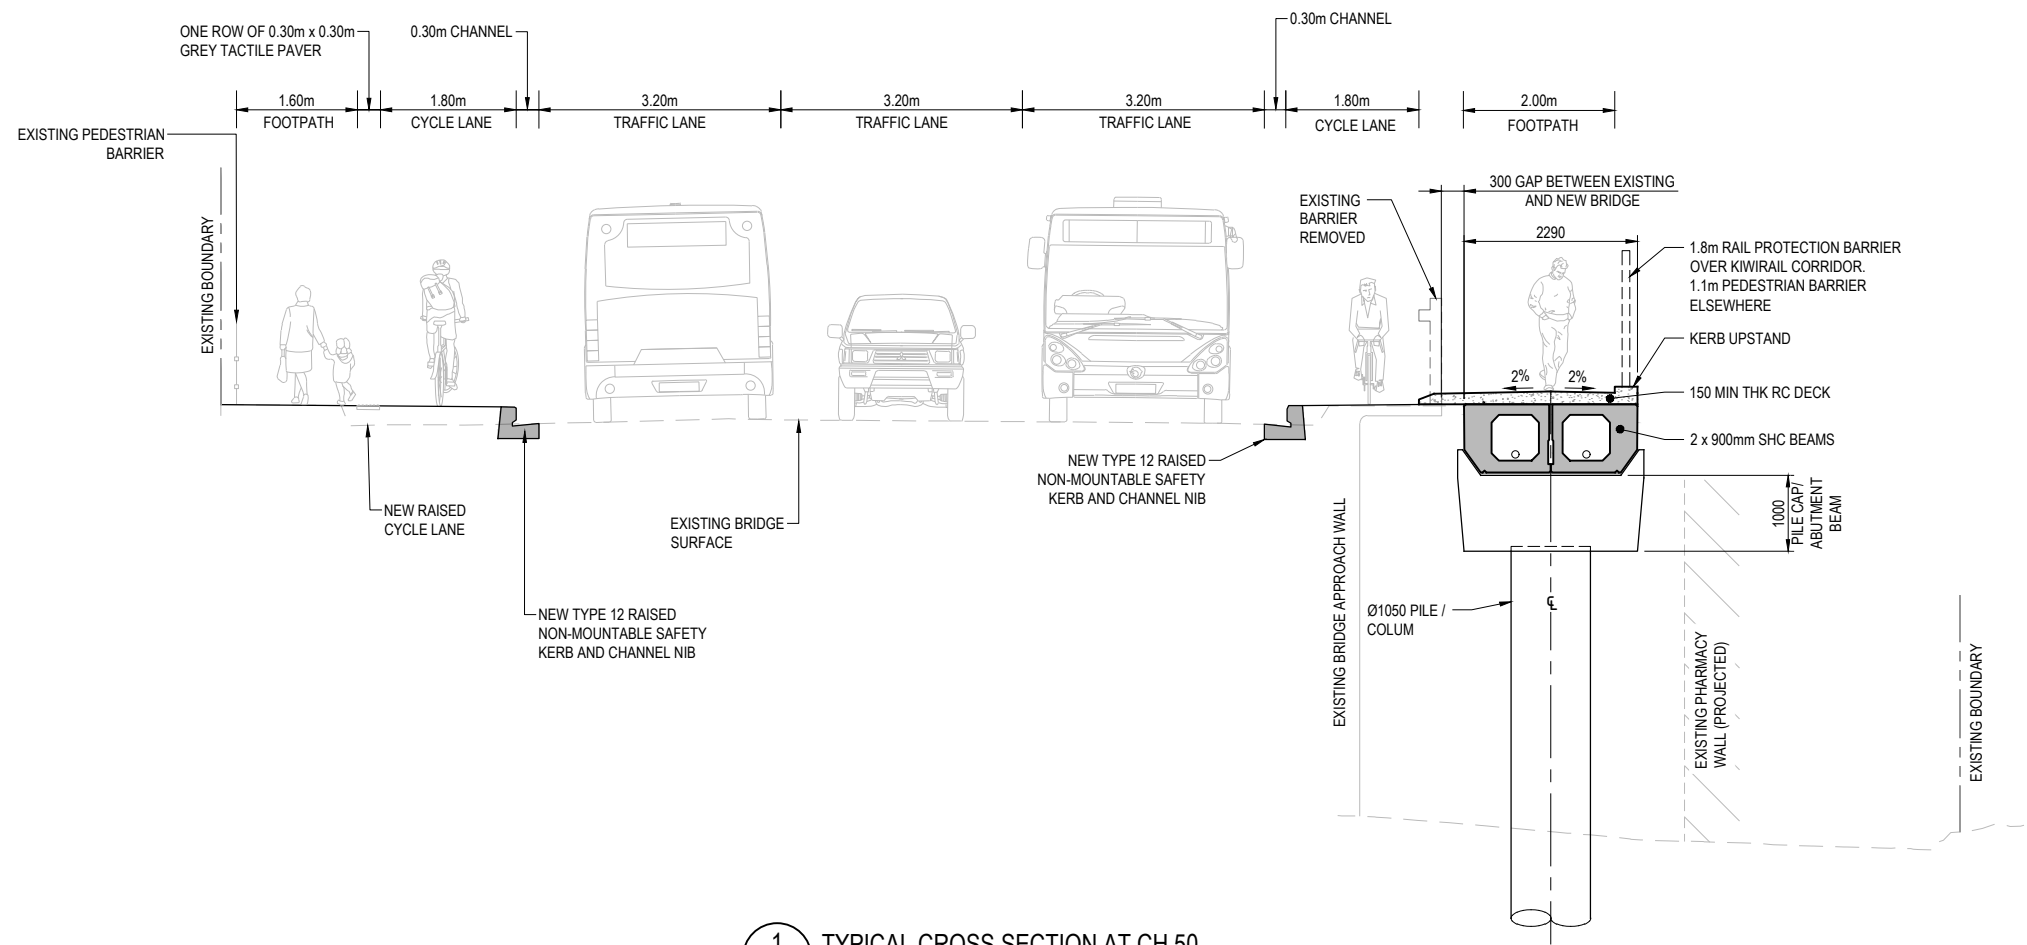 ONE ROW OF 0.30m x 0.30m
GREY TACTILE PAVER
0.30m CHANNEL
0.30m CHANNEL
1.60m
FOOTPATH
1.80m
CYCLE LANE
3.20m
TRAFFIC LANE
3.20m
TRAFFIC LANE
3.20m
TRAFFIC LANE
1.80m
CYCLE LANE
2.00m
FOOTPATH
EXISTING PEDESTRIAN
BARRIER
EXISTING BOUNDARY
EXISTING
BARRIER
REMOVED
300 GAP BETWEEN EXISTING
AND NEW BRIDGE
2290
1.8m RAIL PROTECTION BARRIER
OVER KIWIRAIL CORRIDOR.
1.1m PEDESTRIAN BARRIER
ELSEWHERE
KERB UPSTAND
2%
2%
150 MIN THK RC DECK
2 x 900mm SHC BEAMS
NEW RAISED
CYCLE LANE
EXISTING BRIDGE
SURFACE
NEW TYPE 12 RAISED
NON-MOUNTABLE SAFETY
KERB AND CHANNEL NIB
NEW TYPE 12 RAISED
NON-MOUNTABLE SAFETY
KERB AND CHANNEL NIB
EXISTING BRIDGE APPROACH WALL
1000
PILE CAP/
ABUTMENT
BEAM
Ø1050 PILE /
COLUM
℄
EXISTING PHARMACY
WALL (PROJECTED)
EXISTING BOUNDARY
1
TYPICAL CROSS SECTION AT CH 50